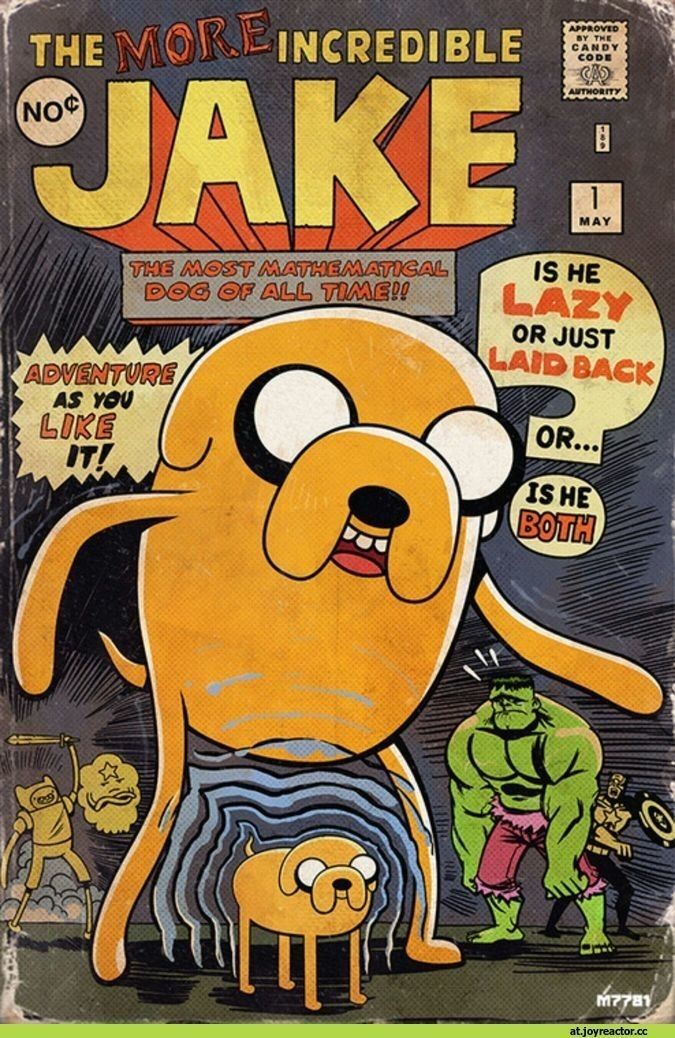 THE MORE INCREDIBLE
JAKE
NO¢
APPROVED
BY THE
CANDY
CODE
AUTHORITY
1
MAY
THE MOST MATHEMATICAL
DOG OF ALL TIME!!
IS HE
LAZY
OR JUST
LAID BACK
OR...
IS HE
BOTH
ADVENTURE
AS YOU
LIKE
IT!
M7781
at.joyreactor.cc